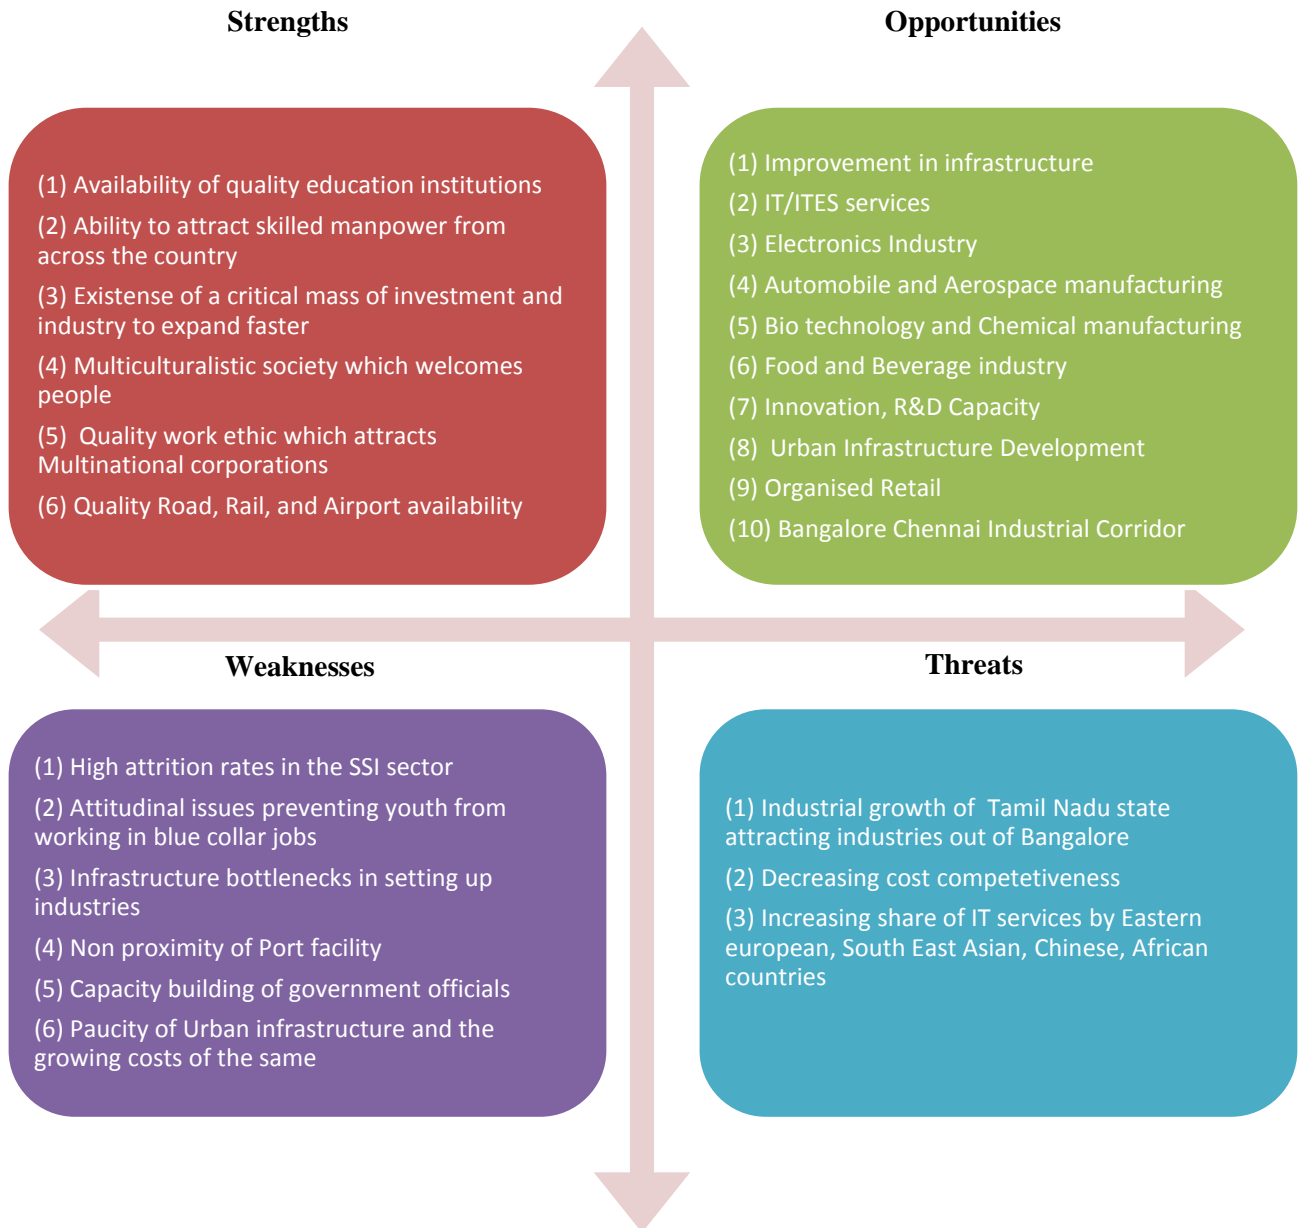 Strengths
(1) Availability of quality education institutions
(2) Ability to attract skilled manpower from
across the country
(3) Existense of a critical mass of investment and
industry to expand faster
(4) Multiculturalistic society which welcomes
people
(5)  Quality work ethic which attracts
Multinational corporations
(6) Quality Road, Rail, and Airport availability
Opportunities
(1) Improvement in infrastructure
(2) IT/ITES services
(3) Electronics Industry
(4) Automobile and Aerospace manufacturing
(5) Bio technology and Chemical manufacturing
(6) Food and Beverage industry
(7) Innovation, R&D Capacity
(8)  Urban Infrastructure Development
(9) Organised Retail
(10) Bangalore Chennai Industrial Corridor
Weaknesses
(1) High attrition rates in the SSI sector
(2) Attitudinal issues preventing youth from
working in blue collar jobs
(3) Infrastructure bottlenecks in setting up
industries
(4) Non proximity of Port facility
(5) Capacity building of government officials
(6) Paucity of Urban infrastructure and the
growing costs of the same
Threats
(1) Industrial growth of  Tamil Nadu state
attracting industries out of Bangalore
(2) Decreasing cost competetiveness
(3) Increasing share of IT services by Eastern
european, South East Asian, Chinese, African
countries